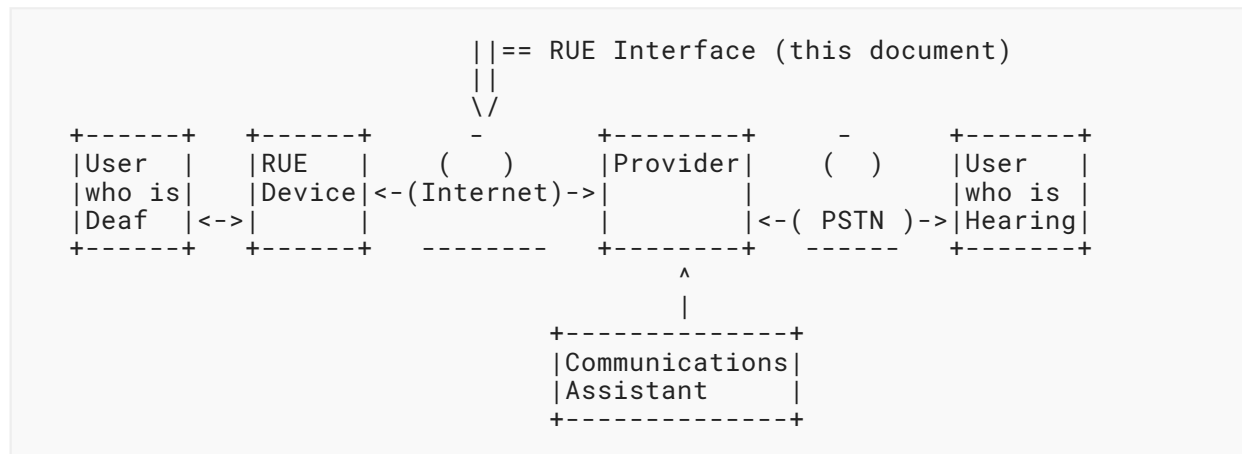 ||== RUE Interface (this document)
||
\/
+------+ +------+ - +--------+ - +-------+
|User | |RUE | ( ) |Provider| ( ) |User |
|who is| |Device|<-(Internet)->| | |who is |
|Deaf |<->| | | |<-( PSTN )->|Hearing|
+------+ +------+ -------- +--------+ ------ +-------+
^
|
+--------------+
|Communications|
|Assistant |
+--------------+